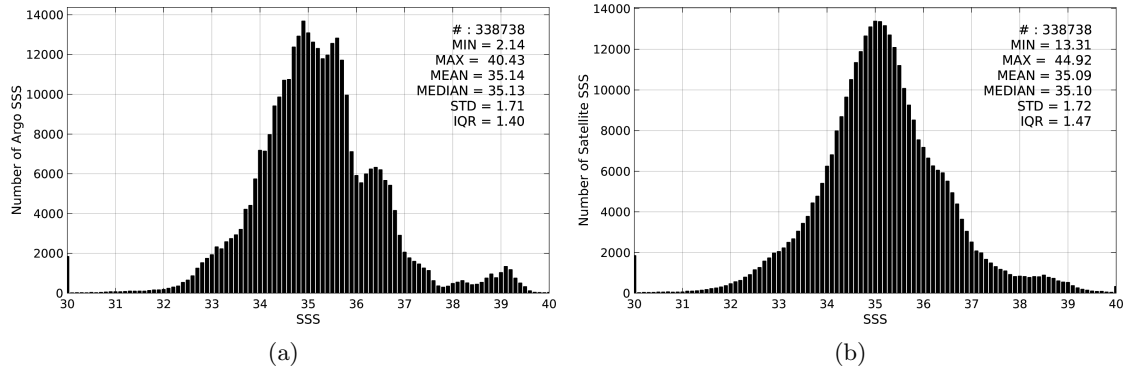 14000
12000
10000
8000
6000
4000
2000
0
Number of Argo SSS
# : 338738
MIN = 2.14
MAX = 40.43
MEAN = 35.14
MEDIAN = 35.13
STD = 1.71
IQR = 1.40
30 31 32 33 34 35 36 37 38 39 40
SSS
(a)
14000
12000
10000
8000
6000
4000
2000
0
Number of Satellite SSS
# : 338738
MIN = 13.31
MAX = 44.92
MEAN = 35.09
MEDIAN = 35.10
STD = 1.72
IQR = 1.47
30 31 32 33 34 35 36 37 38 39 40
SSS
(b)